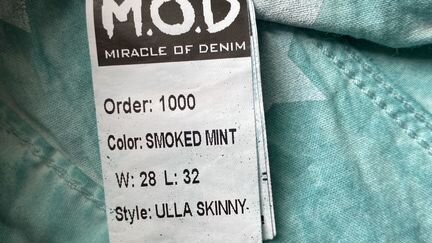 M.O.D
MIRACLE OF DENIM
Order: 1000
Color: SMOKED MINT
W: 28 L: 32
Style: ULLA SKINNY